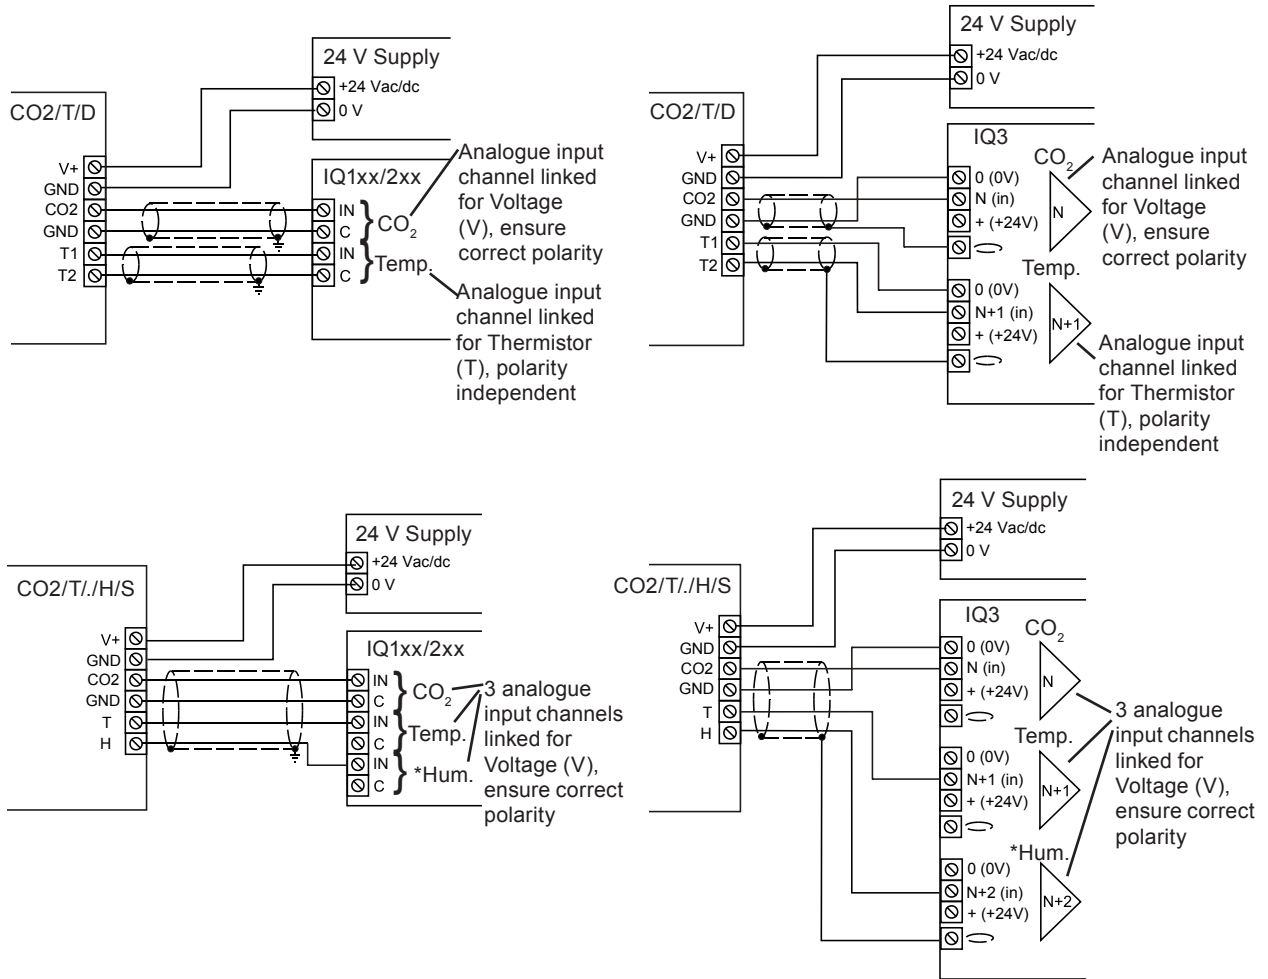 24 V Supply
+24 Vac/dc
0 V
CO2/T/D
V+
GND
CO2
GND
T1
T2
IQ1xx/2xx
IN
C
IN
C
CO2
Temp.
Analogue input
channel linked
for Voltage
(V), ensure
correct polarity
Analogue input
channel linked
for Thermistor
(T), polarity
independent
24 V Supply
+24 Vac/dc
0 V
CO2/T/D
V+
GND
CO2
GND
T1
T2
IQ3
CO2
0 (0V)
N (in)
+ (+24V)
N
Temp.
0 (0V)
N+1 (in)
+ (+24V)
N+1
Analogue input
channel linked
for Voltage
(V), ensure
correct polarity
Analogue input
channel linked
for Thermistor
(T), polarity
independent
24 V Supply
+24 Vac/dc
0 V
CO2/T/./H/S
V+
GND
CO2
GND
T
H
IQ1xx/2xx
IN
C
IN
C
IN
C
CO2
Temp.
*Hum.
3 analogue
input channels
linked for
Voltage (V),
ensure correct
polarity
24 V Supply
+24 Vac/dc
0 V
CO2/T/./H/S
V+
GND
CO2
GND
T
H
IQ3
CO2
0 (0V)
N (in)
+ (+24V)
N
Temp.
0 (0V)
N+1 (in)
+ (+24V)
N+1
*Hum.
0 (0V)
N+2 (in)
+ (+24V)
N+2
3 analogue
input channels
linked for
Voltage (V),
ensure correct
polarity